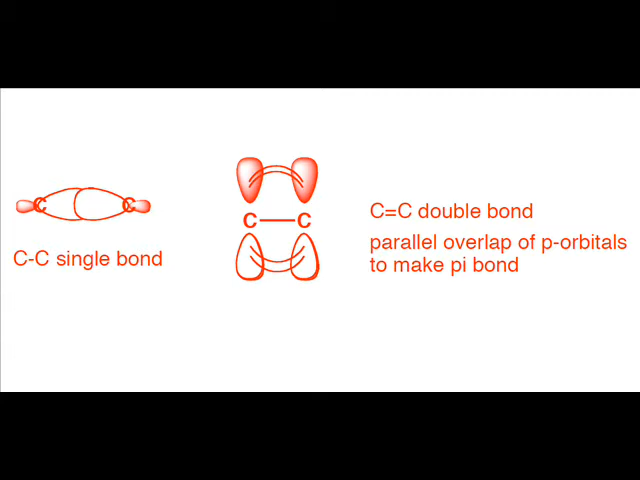 C C
C-C single bond
C C
C=C double bond
parallel overlap of p-orbitals
to make pi bond